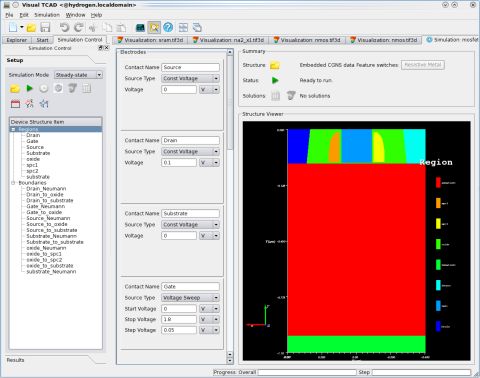 Visual TCAD <@hydrogen.localdomain>
File Edit Simulation Window Help
Explorer Start Simulation Control Visualization: sram.tif3d Visualization: na2_xl.tif3d Visualization: nmos.tif3d Visualization: nmos.tif3d Simulation: mosfet
Simulation Control
Setup
Simulation Mode Steady-state
Device Structure Item
Regions
Drain
Gate
Source
Substrate
oxide
spc1
spc2
substrate
Boundaries
Drain_Neumann
Drain_to_oxide
Drain_to_substrate
Gate_Neumann
Gate_to_oxide
Source_Neumann
Source_to_oxide
Source_to_substrate
Substrate_Neumann
Substrate_to_substrate
oxide_Neumann
oxide_to_spc1
oxide_to_spc2
oxide_to_substrate
substrate_Neumann
Results
Electrodes
Contact Name Source
Source Type Const Voltage
Voltage 0 V
Contact Name Drain
Source Type Const Voltage
Voltage 0.1 V
Contact Name Substrate
Source Type Const Voltage
Voltage 0 V
Contact Name Gate
Source Type Voltage Sweep
Start Voltage 0 V
Stop Voltage 1.8 V
Step Voltage 0.05 V
Summary
Structure: Embedded CGNS data Feature switches Resistive Metal
Status: Ready to run.
Solutions: No solutions
Structure Viewer
Region
Progress: Overall Step